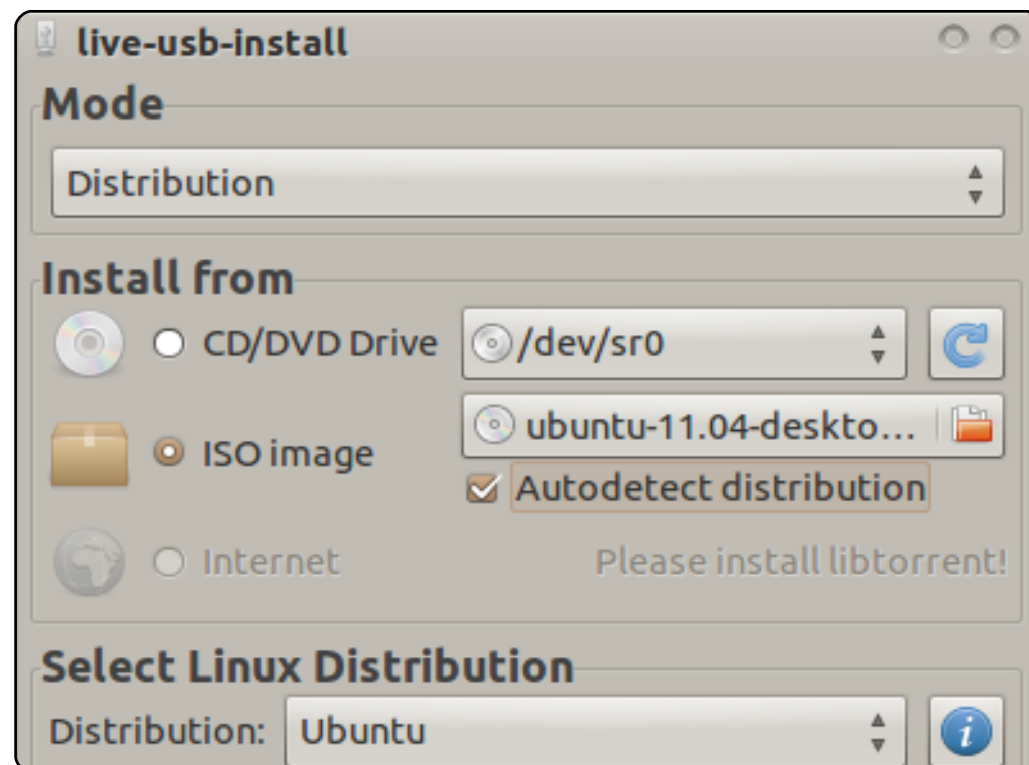 live-usb-install
Mode
Distribution
Install from
CD/DVD Drive /dev/sr0
ubuntu-11.04-deskto...
ISO image
Autodetect distribution
Internet Please install libtorrent!
Select Linux Distribution
Distribution: Ubuntu